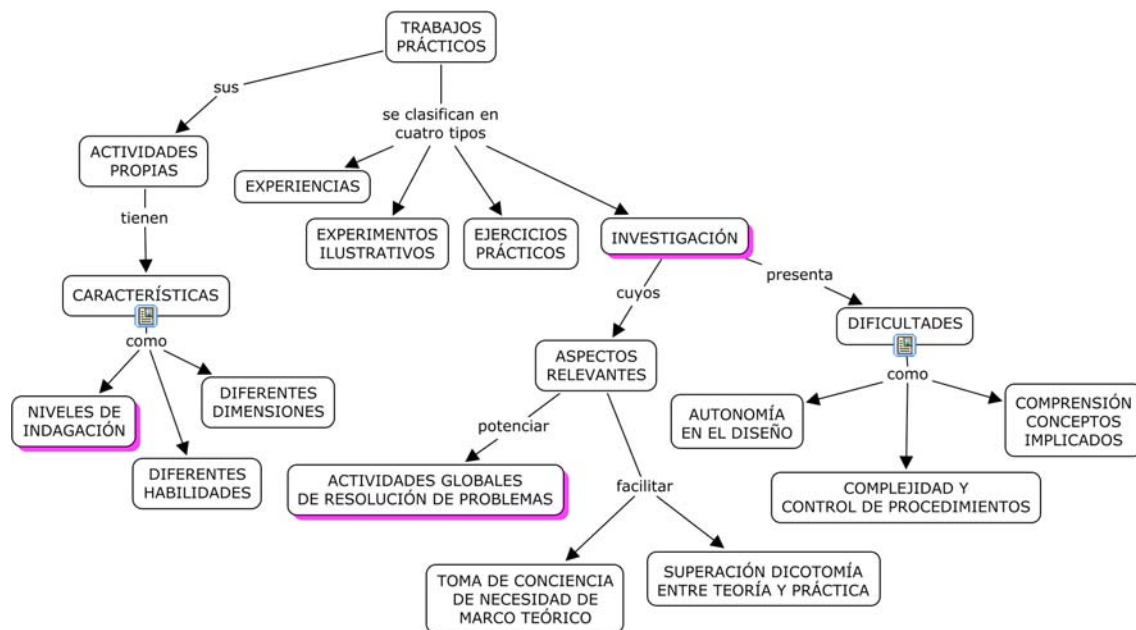 TRABAJOS
PRÁCTICOS
sus
se clasifican en
cuatro tipos
ACTIVIDADES
PROPIAS
EXPERIENCIAS
tienen
EXPERIMENTOS
ILUSTRATIVOS
EJERCICIOS
PRÁCTICOS
INVESTIGACIÓN
presenta
CARACTERÍSTICAS
cuyos
DIFICULTADES
como
ASPECTOS
RELEVANTES
como
DIFERENTES
DIMENSIONES
NIVELES DE
INDAGACIÓN
AUTONOMÍA
EN EL DISEÑO
COMPRENSIÓN
CONCEPTOS
IMPLICADOS
potenciar
DIFERENTES
HABILIDADES
ACTIVIDADES GLOBALES
DE RESOLUCIÓN DE PROBLEMAS
facilitar
COMPLEJIDAD Y
CONTROL DE PROCEDIMIENTOS
TOMA DE CONCIENCIA
DE NECESIDAD DE
MARCO TEÓRICO
SUPERACIÓN DICOTOMÍA
ENTRE TEORÍA Y PRÁCTICA